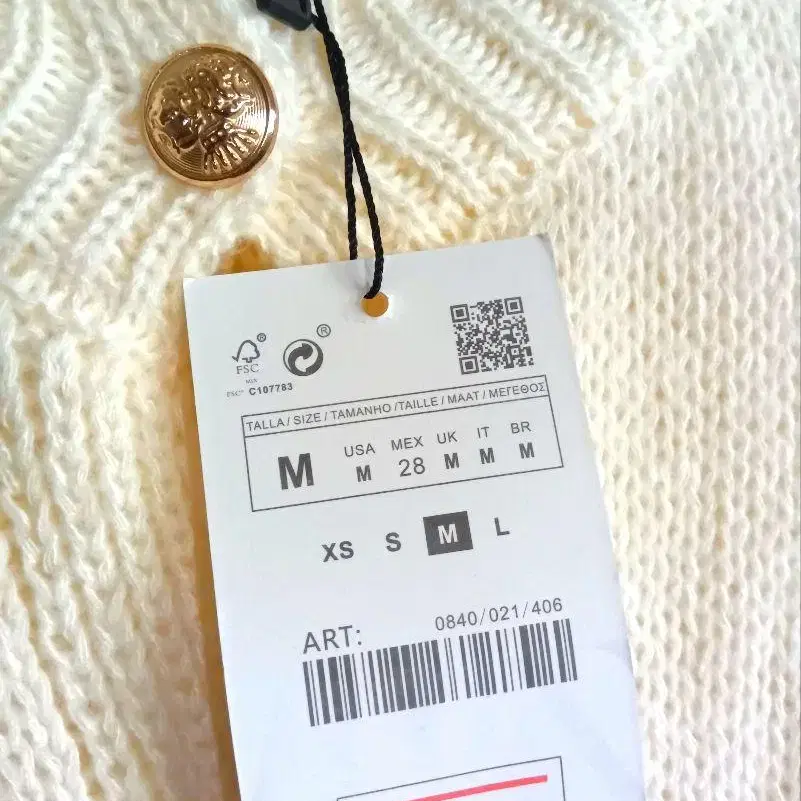 ®
®
FSC
MIX
FSC® C107783
TALLA / SIZE / TAMANHO /TAILLE / MAAT / ΜΕΓΕΘΟΣ
M
USA MEX UK IT BR
M 28 M M M
XS S M L
ART: 0840/021/406